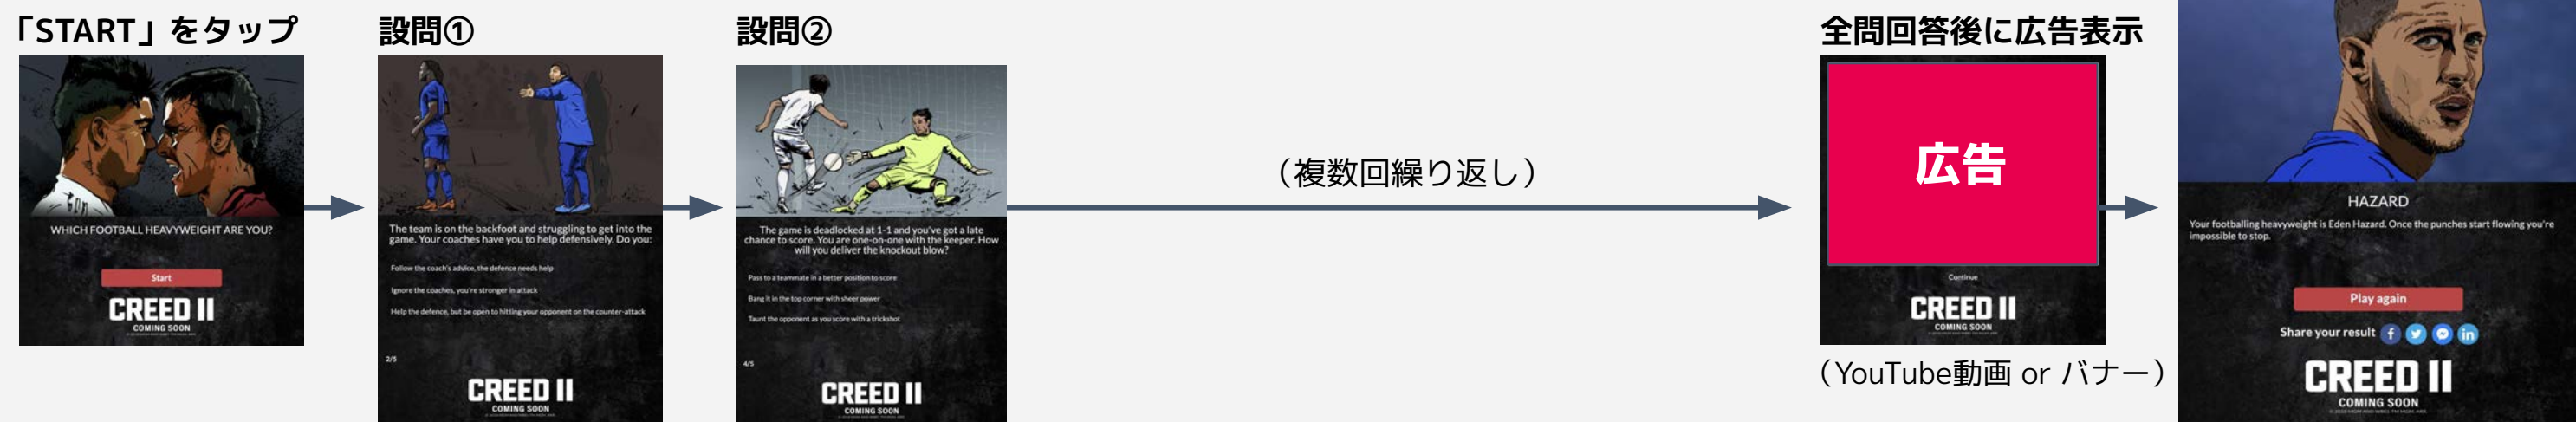 「START」をタップ
WHICH FOOTBALL HEAVYWEIGHT ARE YOU?
Start
CREED II
COMING SOON
設問①
The team is on the backfoot and struggling to get into the
game. Your coaches have you to help defensively. Do you:
Follow the coach's advice, the defence needs help
Ignore the coaches, you're stronger in attack
Help the defence, but be open to hitting your opponent on the counter-attack
2/5
CREED II
COMING SOON
設問②
The game is deadlocked at 1-1 and you've got a late
chance to score. You are one-on-one with the keeper. How
will you deliver the knockout blow?
Pass to a teammate in a better position to score
Bang it in the top corner with sheer power
Taunt the opponent as you score with a trickshot
4/5
CREED II
COMING SOON
（複数回繰り返し）
全問回答後に広告表示
広告
Continue
CREED II
COMING SOON
（YouTube動画 or バナー）
HAZARD
Your footballing heavyweight is Eden Hazard. Once the punches start flowing you're
impossible to stop.
Play again
Share your result
CREED II
COMING SOON